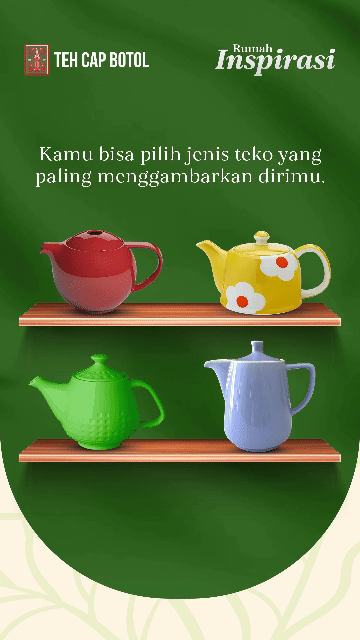 TEH CAP BOTOL
Rumah
Inspirasi
Kamu bisa pilih jenis teko yang
paling menggambarkan dirimu.